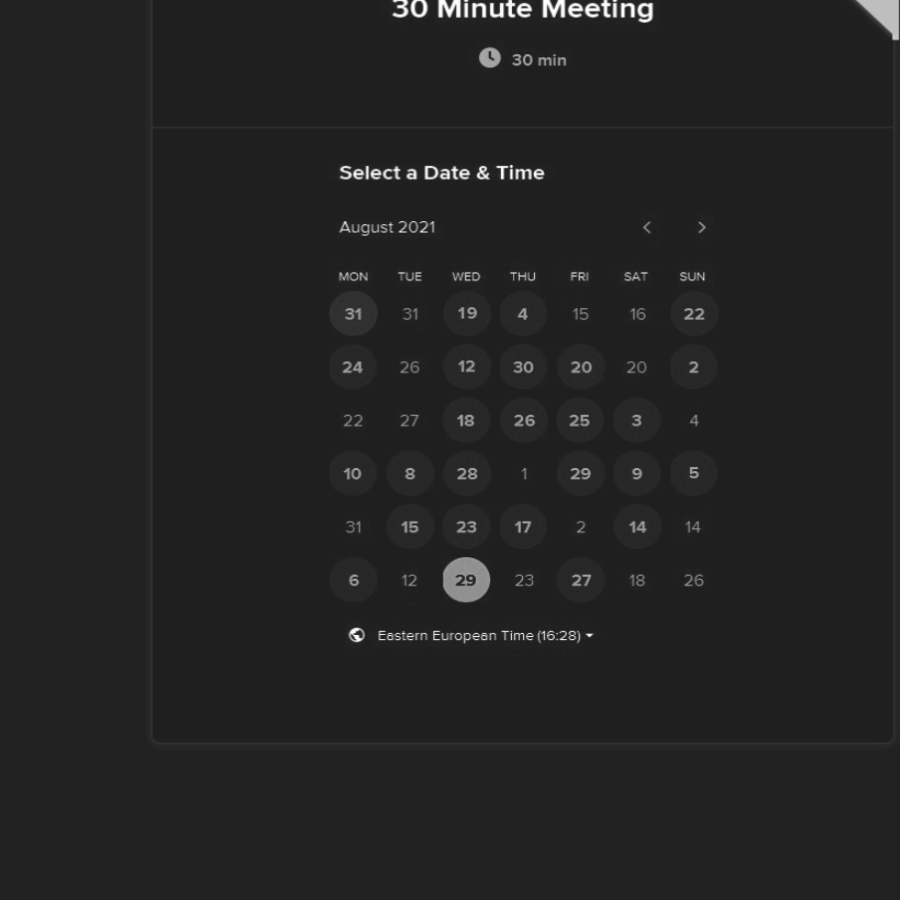 30 Minute Meeting
30 min
Select a Date & Time
August 2021
MON TUE WED THU FRI SAT SUN
31 31 19 4 15 16 22
24 26 12 30 20 20 2
22 27 18 26 25 3 4
10 8 28 1 29 9 5
31 15 23 17 2 14 14
6 12 29 23 27 18 26
Eastern European Time (16:28)